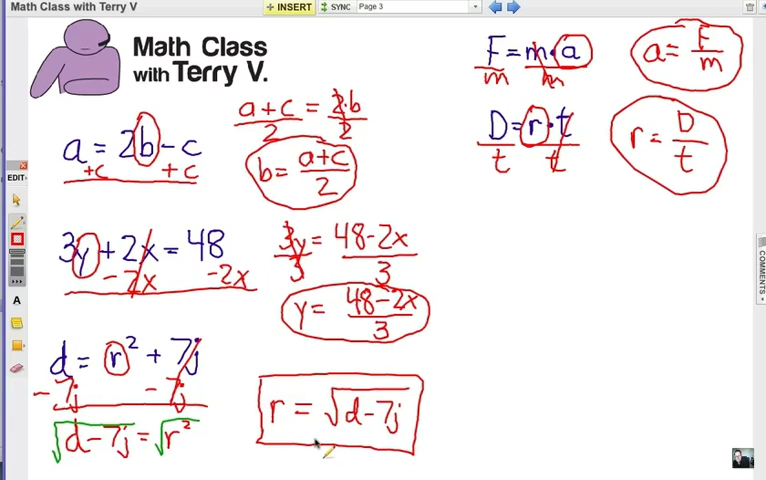 Math Class with Terry V
INSERT
SYNC
Page 3
Math Class
with Terry V.
EDIT
A
COMMENTS
a = 2b - c
+c +c
a+c = 2·b
2 2
b = a+c
2
3y + 2x = 48
- 2x -2x
3y = 48-2x
3 3
y = 48-2x
3
d = r² + 7j
- 7j - 7j
√d-7j = √r²
r = √d-7j
F = m·a
m m
a = F
m
D = r·t
t t
r = D
t